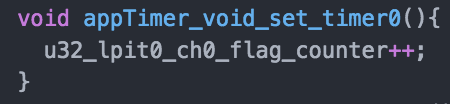 void appTimer_void_set_timer0(){
  u32_lpit0_ch0_flag_counter++;
}